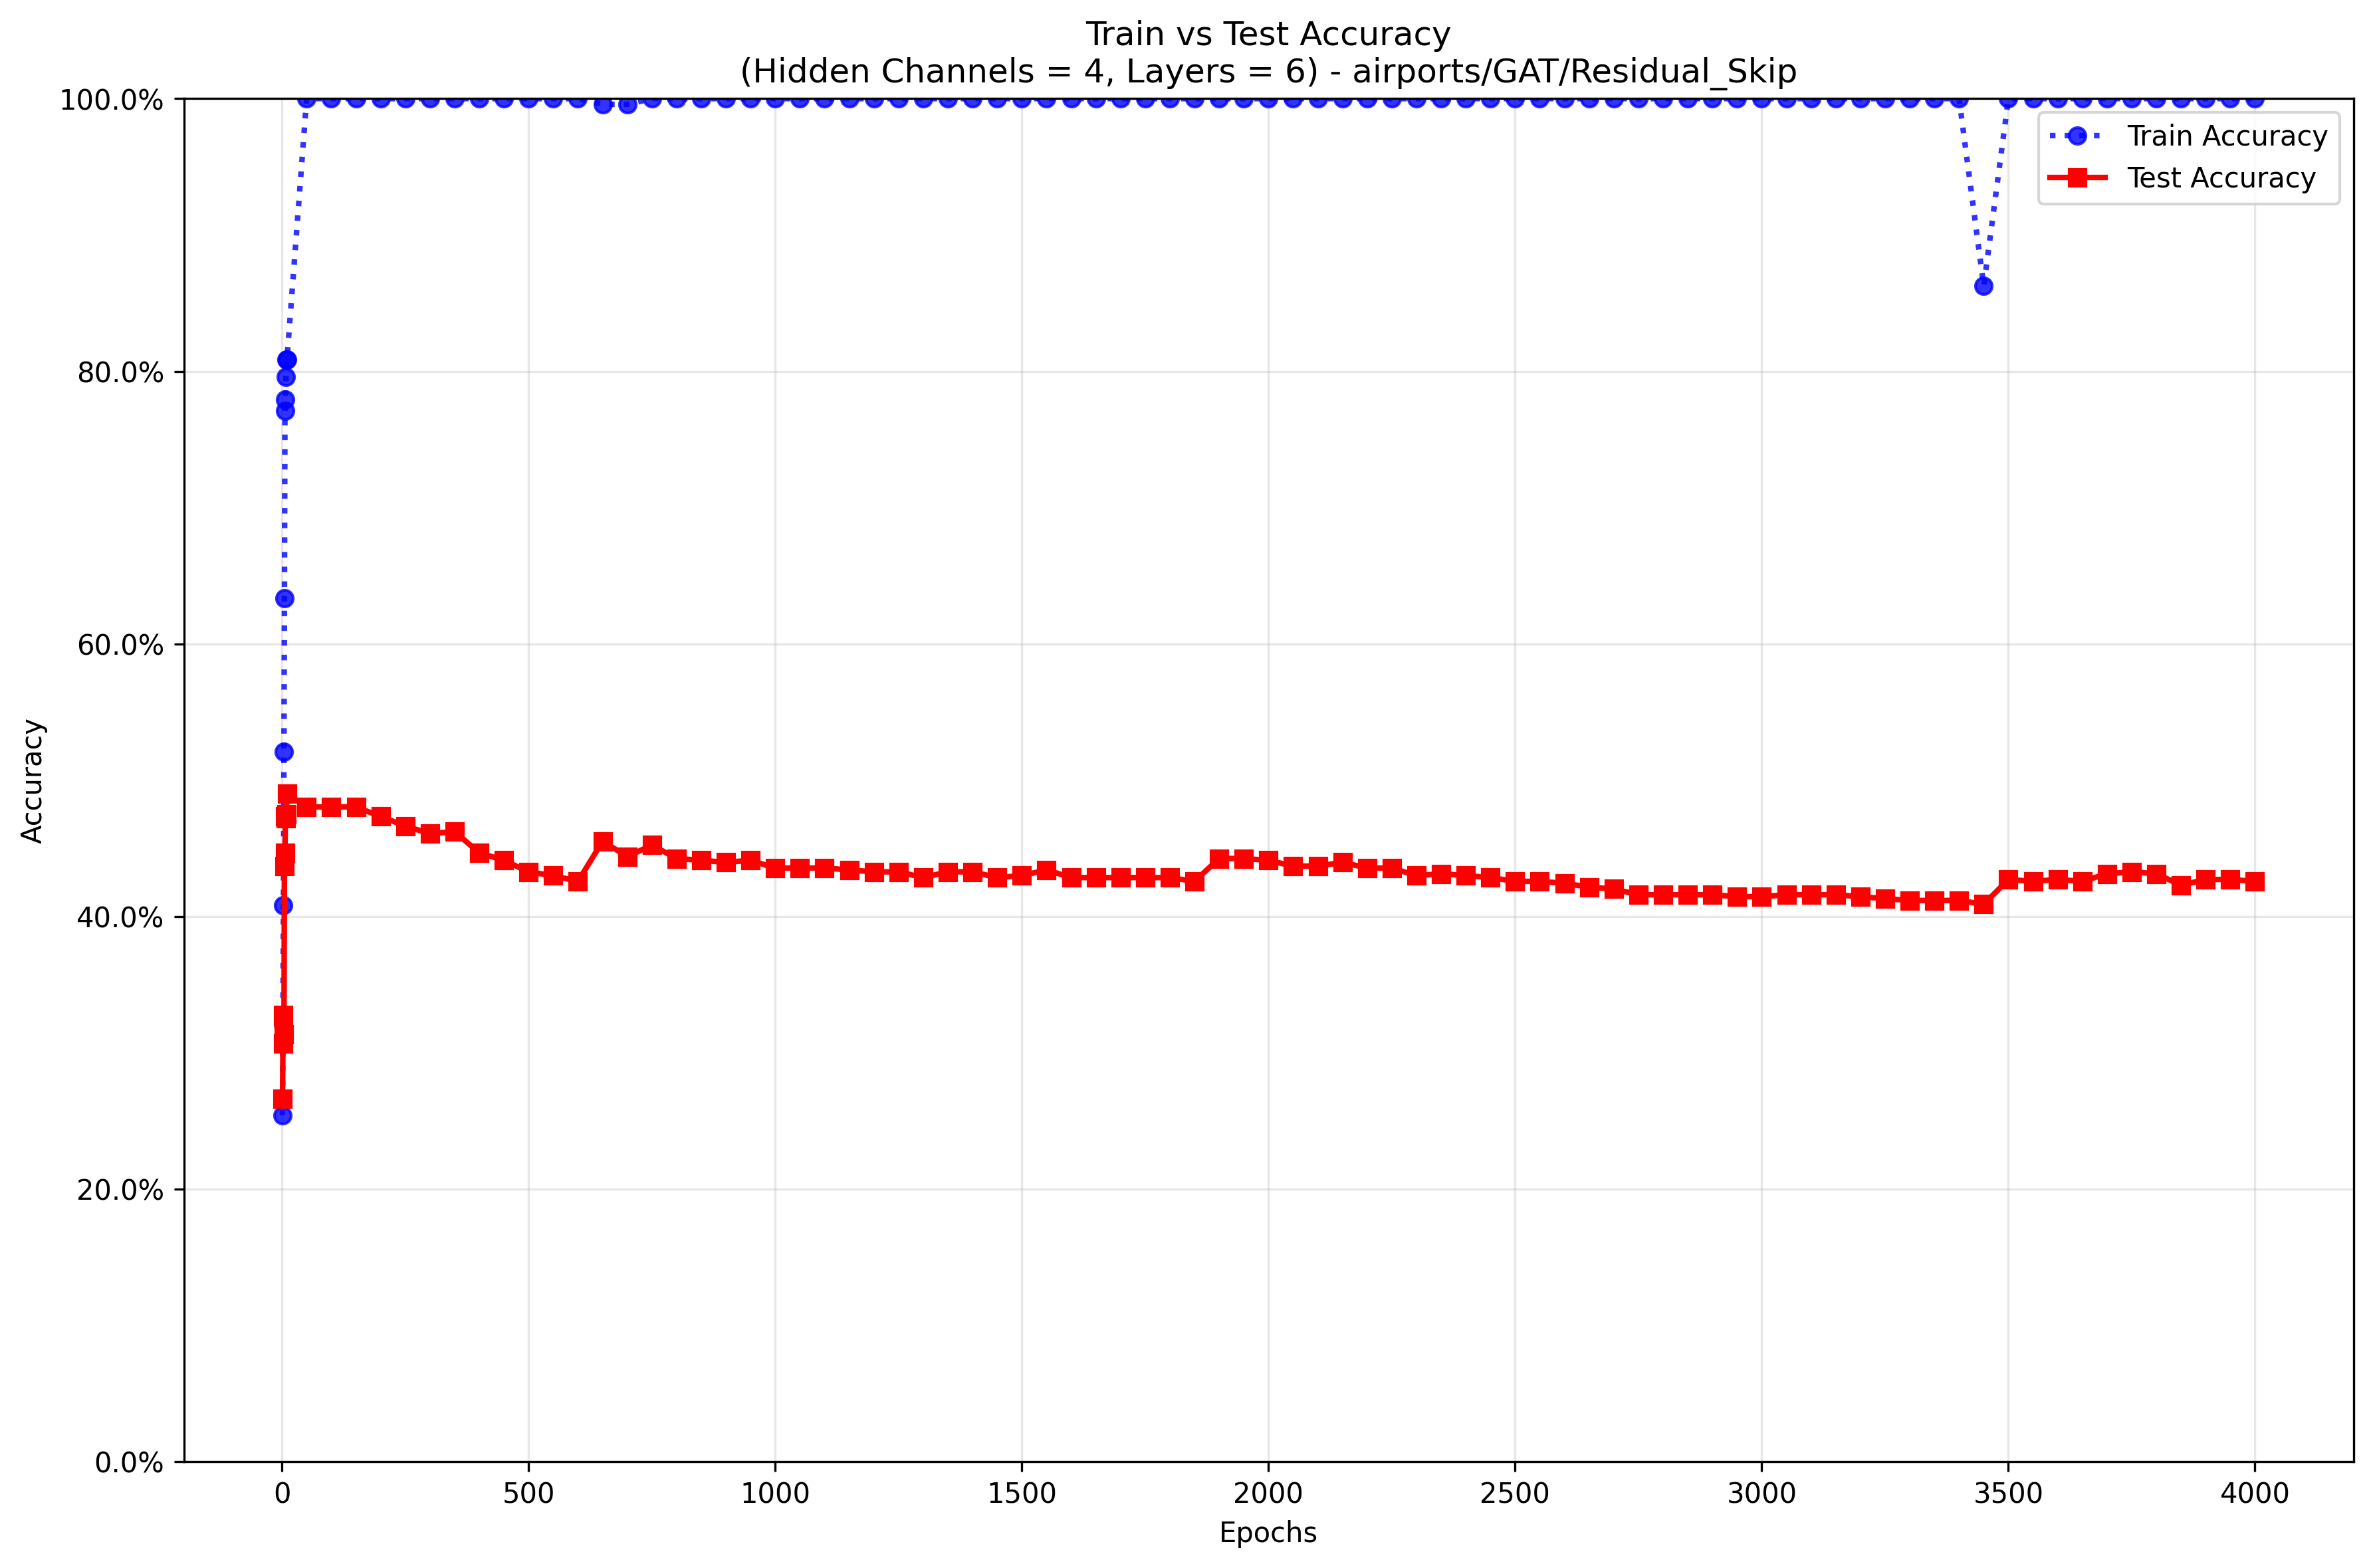 Train vs Test Accuracy
(Hidden Channels = 4, Layers = 6) - airports/GAT/Residual_Skip
100.0%
80.0%
60.0%
40.0%
20.0%
0.0%
Accuracy
Train Accuracy
Test Accuracy
0 500 1000 1500 2000 2500 3000 3500 4000
Epochs